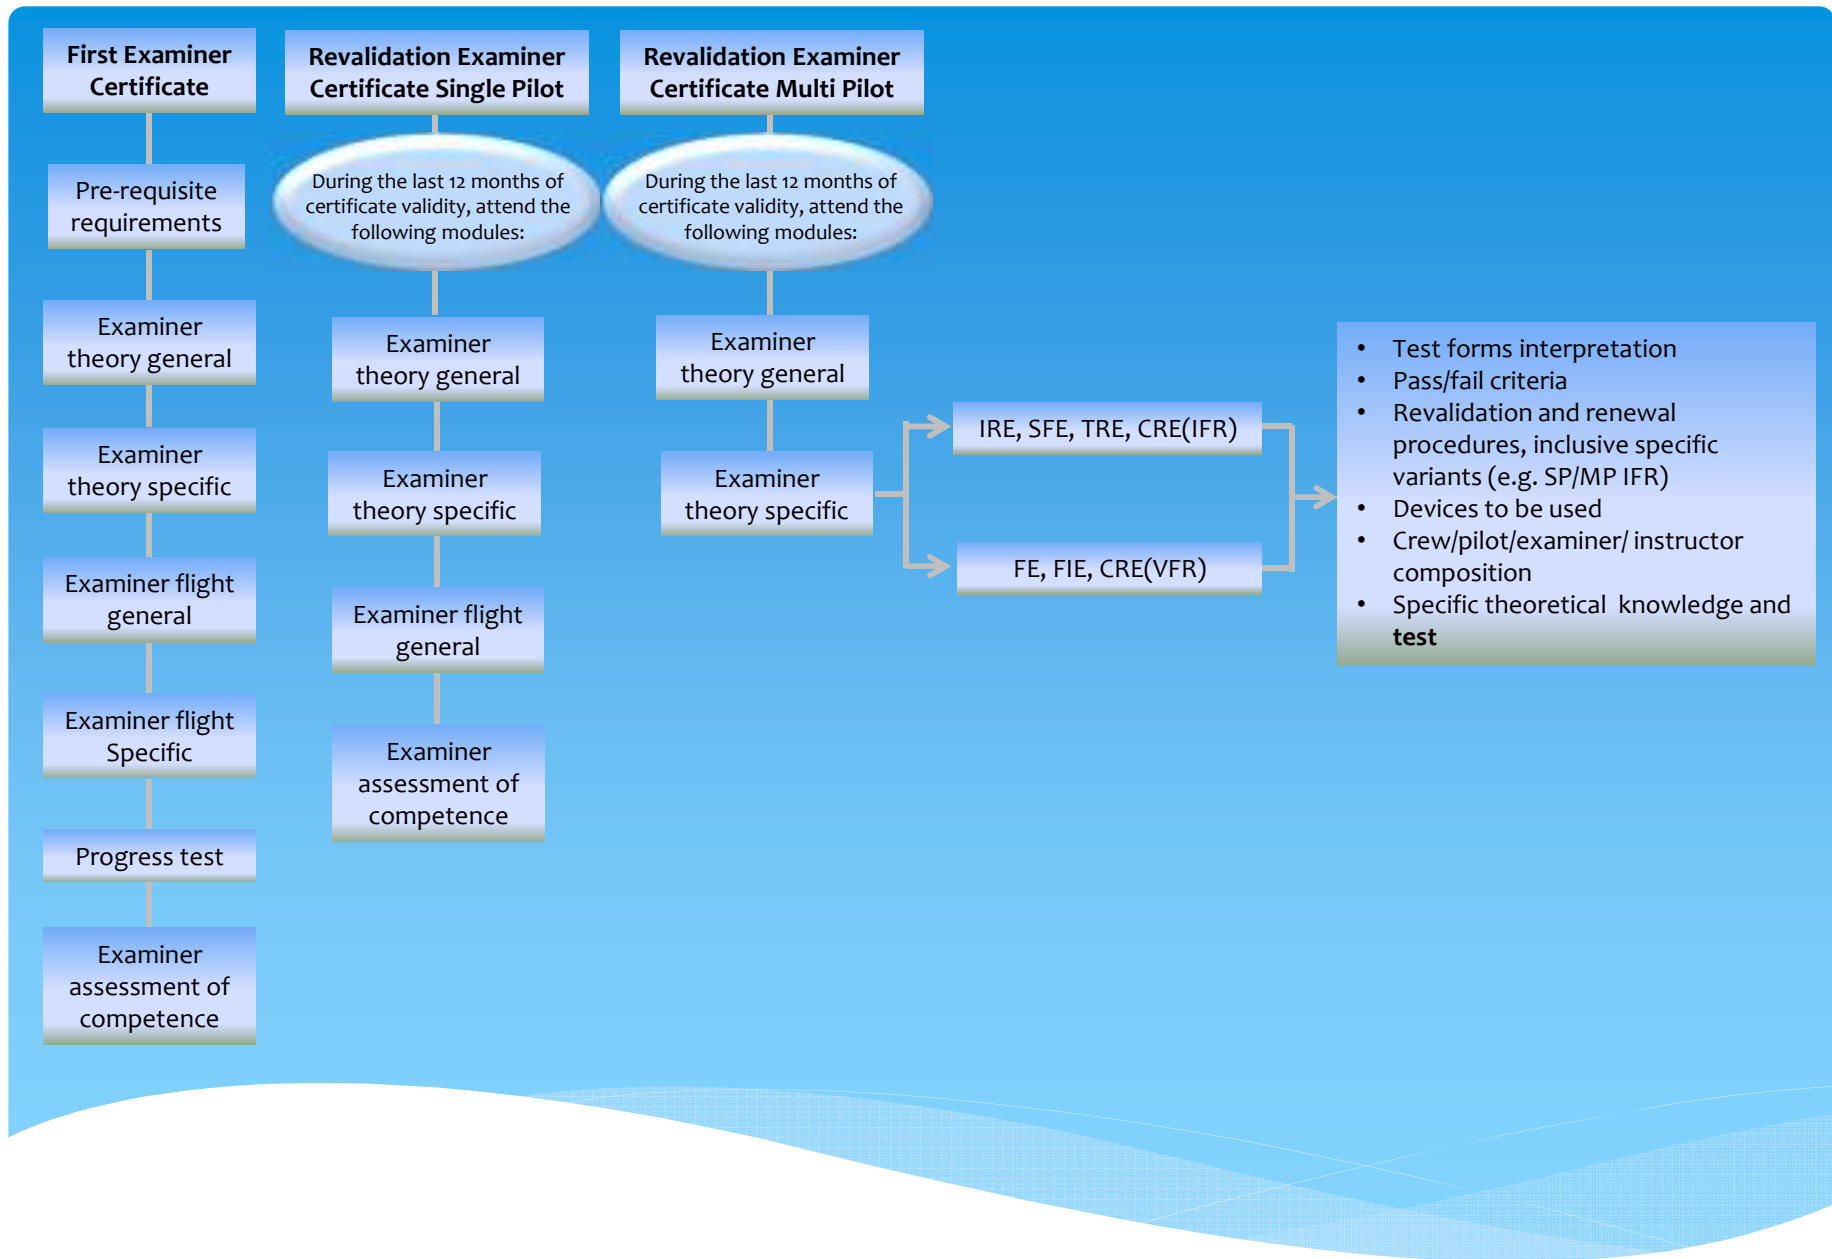 First Examiner
Certificate
Pre-requisite
requirements
Examiner
theory general
Examiner
theory specific
Examiner flight
general
Examiner flight
Specific
Progress test
Examiner
assessment of
competence
Revalidation Examiner
Certificate Single Pilot
During the last 12 months of
certificate validity, attend the
following modules:
Examiner
theory general
Examiner
theory specific
Examiner flight
general
Examiner
assessment of
competence
Revalidation Examiner
Certificate Multi Pilot
During the last 12 months of
certificate validity, attend the
following modules:
Examiner
theory general
Examiner
theory specific
IRE, SFE, TRE, CRE(IFR)
FE, FIE, CRE(VFR)
• Test forms interpretation
• Pass/fail criteria
• Revalidation and renewal
procedures, inclusive specific
variants (e.g. SP/MP IFR)
• Devices to be used
• Crew/pilot/examiner/ instructor
composition
• Specific theoretical knowledge and
test